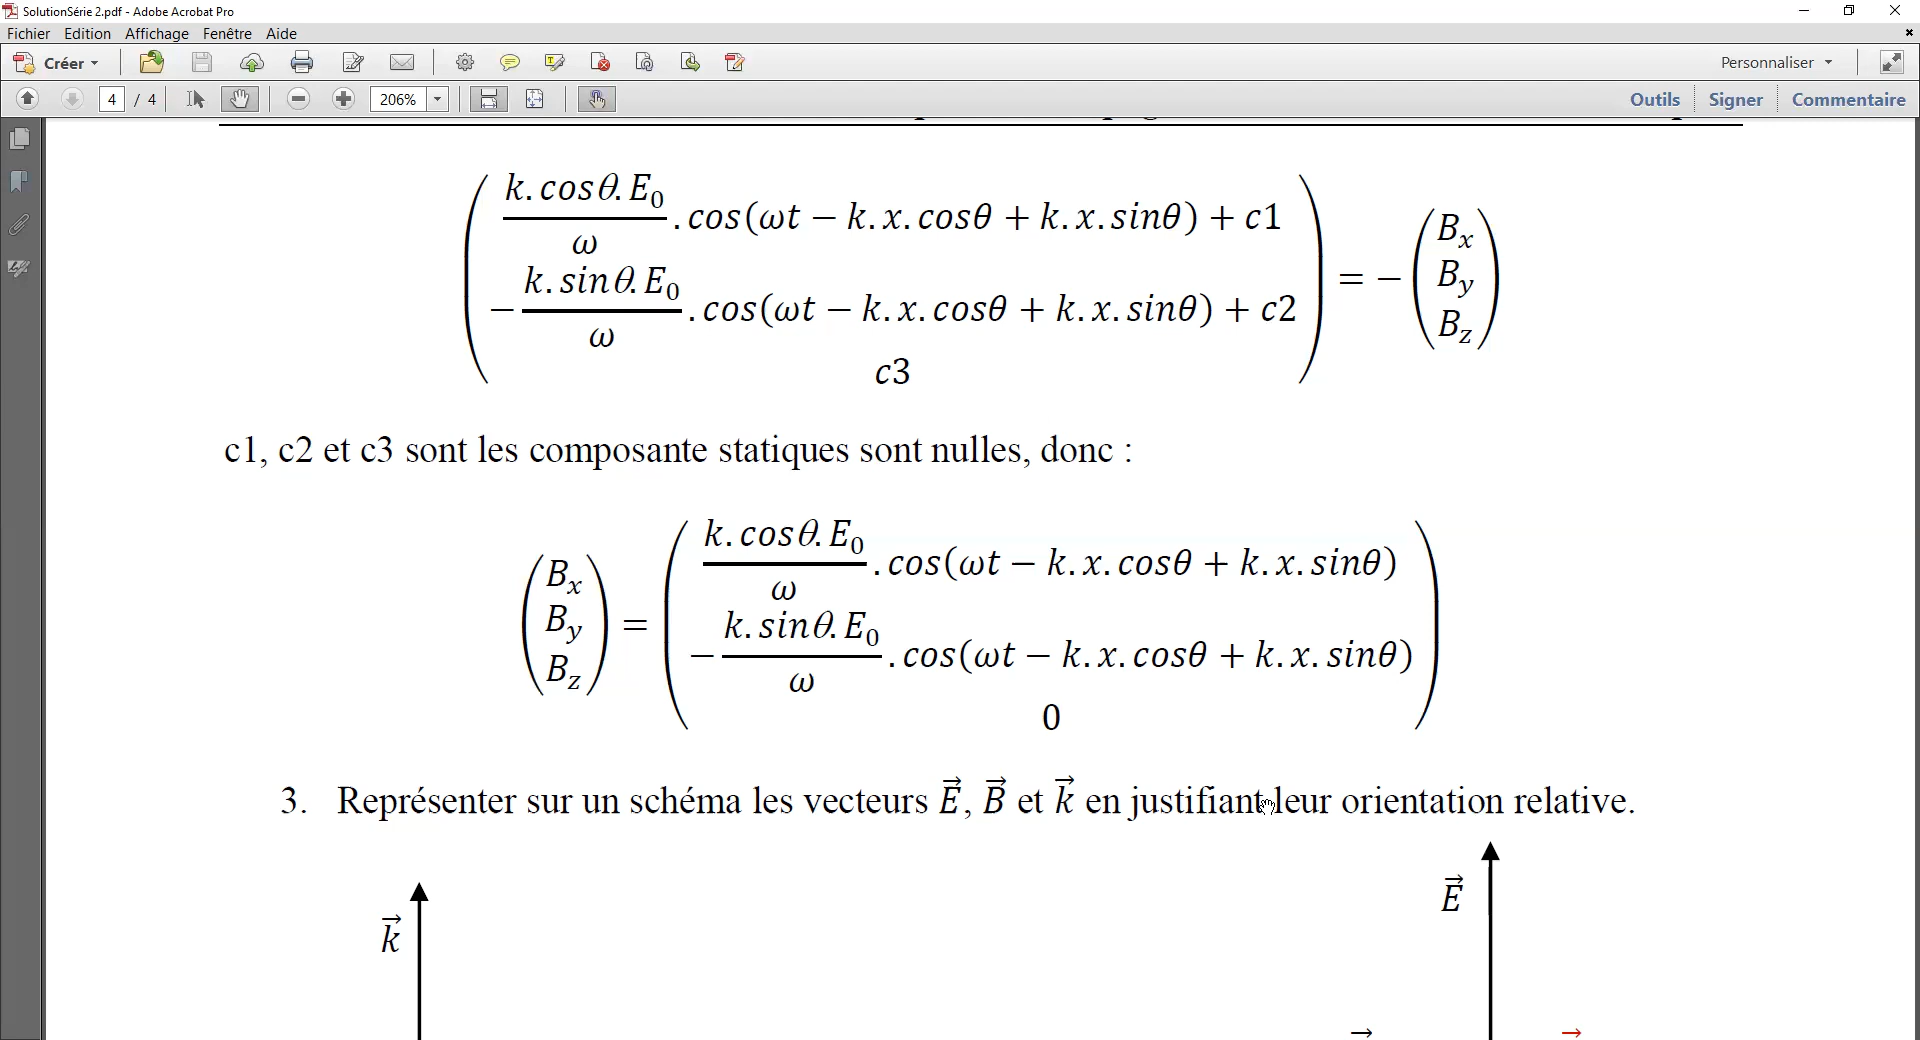 SolutionSérie 2.pdf - Adobe Acrobat Pro
Fichier Edition Affichage Fenêtre Aide
Créer Personnaliser
4 / 4 206% Outils Signer Commentaire
( k.cosθ.E₀/ω .cos(ωt − k.x.cosθ + k.x.sinθ) + c1
−k.sinθ.E₀/ω .cos(ωt − k.x.cosθ + k.x.sinθ) + c2
c3 ) = −( Bx By Bz )
c1, c2 et c3 sont les composante statiques sont nulles, donc :
( Bx By Bz ) = ( k.cosθ.E₀/ω .cos(ωt − k.x.cosθ + k.x.sinθ)
−k.sinθ.E₀/ω .cos(ωt − k.x.cosθ + k.x.sinθ)
0 )
3. Représenter sur un schéma les vecteurs E⃗, B⃗ et k⃗ en justifiant leur orientation relative.
E⃗
k⃗